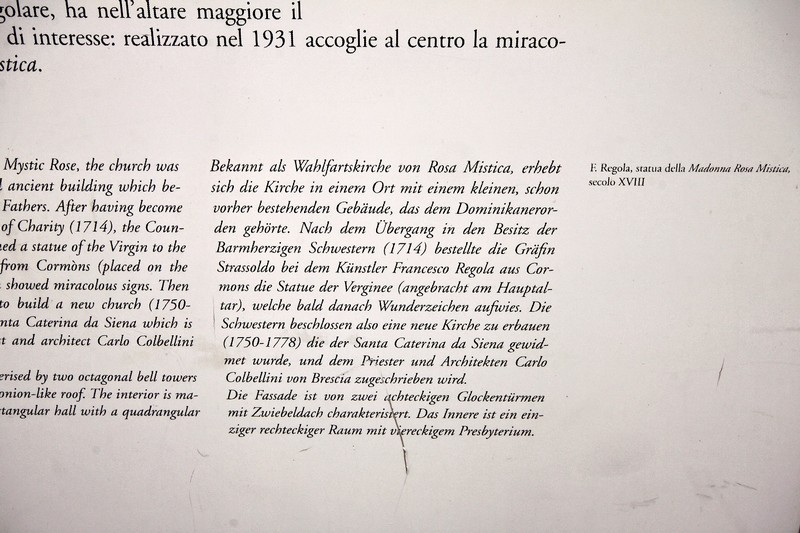 golare, ha nell'altare maggiore il
di interesse: realizzato nel 1931 accoglie al centro la miraco-
stica.
Mystic Rose, the church was
ancient building which be-
Fathers. After having become
of Charity (1714), the Coun-
ed a statue of the Virgin to the
from Cormòns (placed on the
showed miraculous signs. Then
to build a new church (1750-
nta Caterina da Siena which is
t and architect Carlo Colbellini
erised by two octagonal bell towers
onion-like roof. The interior is ma-
tangular hall with a quadrangular
Bekannt als Wahlfartskirche von Rosa Mistica, erhebt
sich die Kirche in einem Ort mit einem kleinen, schon
vorher bestehenden Gebäude, das dem Dominikaneror-
den gehörte. Nach dem Übergang in den Besitz der
Barmherzigen Schwestern (1714) bestellte die Gräfin
Strassoldo bei dem Künstler Francesco Regola aus Cor-
mons die Statue der Verginee (angebracht am Hauptal-
tar), welche bald danach Wunderzeichen aufwies. Die
Schwestern beschlossen also eine neue Kirche zu erbauen
(1750-1778) die der Santa Caterina da Siena gewid-
met wurde, und dem Priester und Architekten Carlo
Colbellini von Brescia zugeschrieben wird.
Die Fassade ist von zwei achteckigen Glockentürmen
mit Zwiebeldach charakterisiert. Das Innere ist ein ein-
ziger rechteckiger Raum mit viereckigem Presbyterium.
F. Regola, statua della Madonna Rosa Mistica,
secolo XVIII